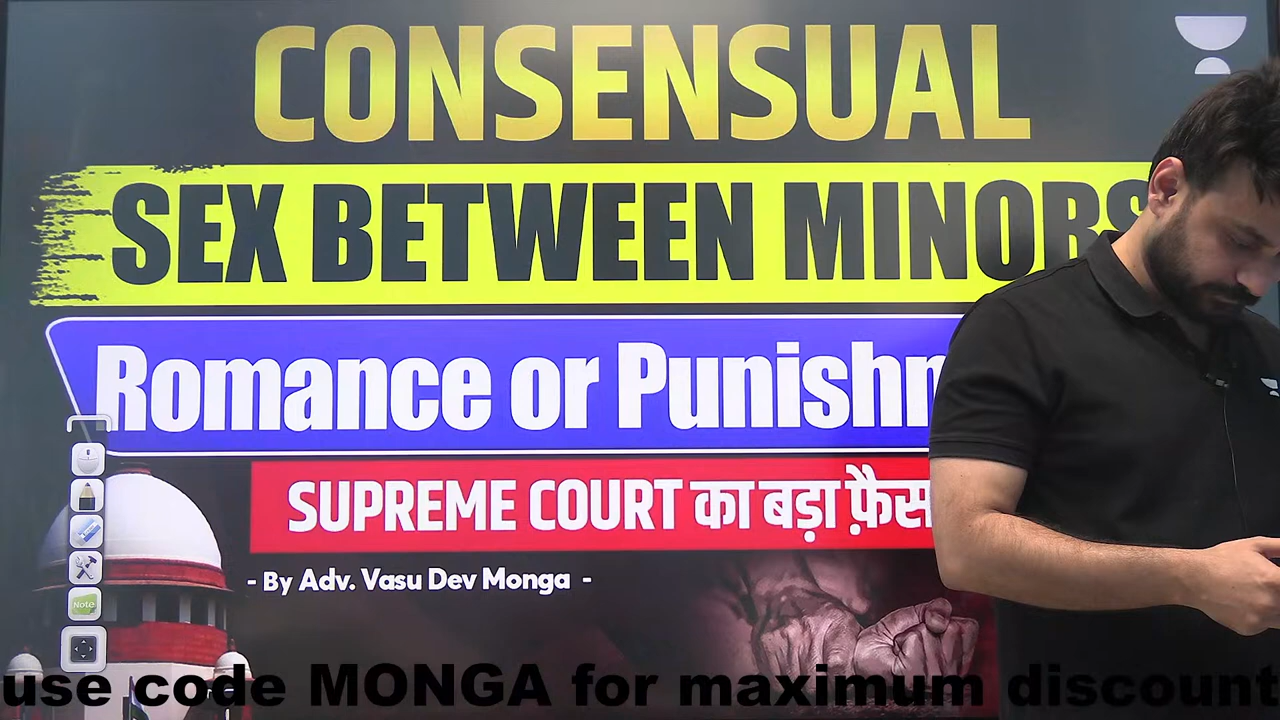 CONSENSUAL
SEX BETWEEN MINORS
Romance or Punishm
SUPREME COURT का बड़ा फ़ैस
- By Adv. Vasu Dev Monga -
Note
use code MONGA for maximum discount